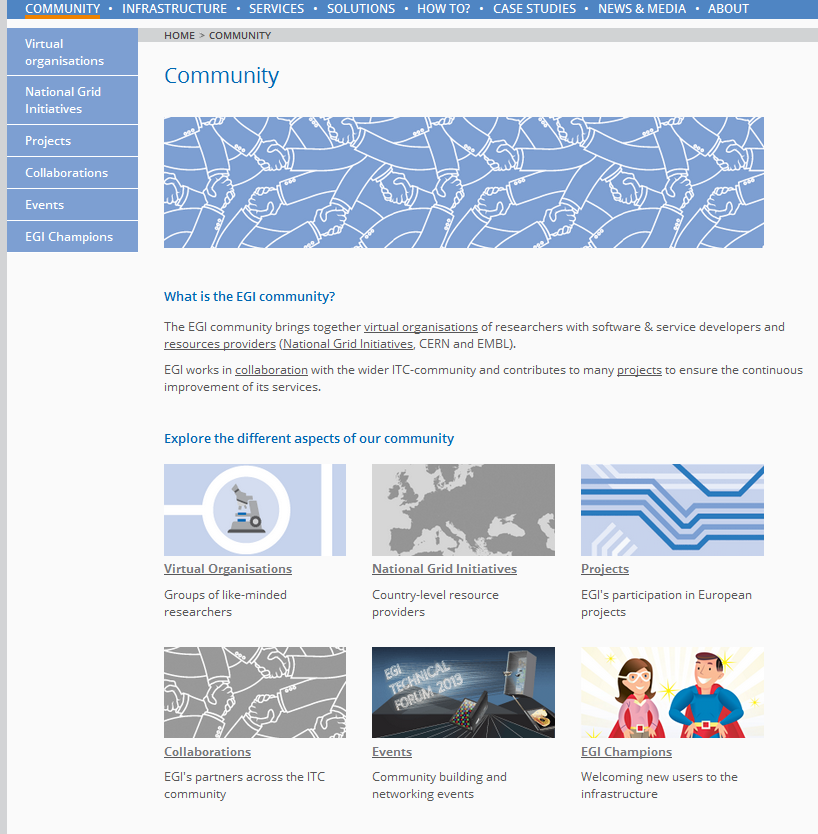 COMMUNITY • INFRASTRUCTURE • SERVICES • SOLUTIONS • HOW TO? • CASE STUDIES • NEWS & MEDIA • ABOUT
HOME > COMMUNITY
Virtual
organisations
National Grid
Initiatives
Projects
Collaborations
Events
EGI Champions
Community
What is the EGI community?
The EGI community brings together virtual organisations of researchers with software & service developers and
resources providers (National Grid Initiatives, CERN and EMBL).
EGI works in collaboration with the wider ITC-community and contributes to many projects to ensure the continuous
improvement of its services.
Explore the different aspects of our community
Virtual Organisations
Groups of like-minded
researchers
National Grid Initiatives
Country-level resource
providers
Projects
EGI's participation in European
projects
Collaborations
EGI's partners across the ITC
community
EGI
TECHNICAL
FORUM 2013
Events
Community building and
networking events
EGI Champions
Welcoming new users to the
infrastructure